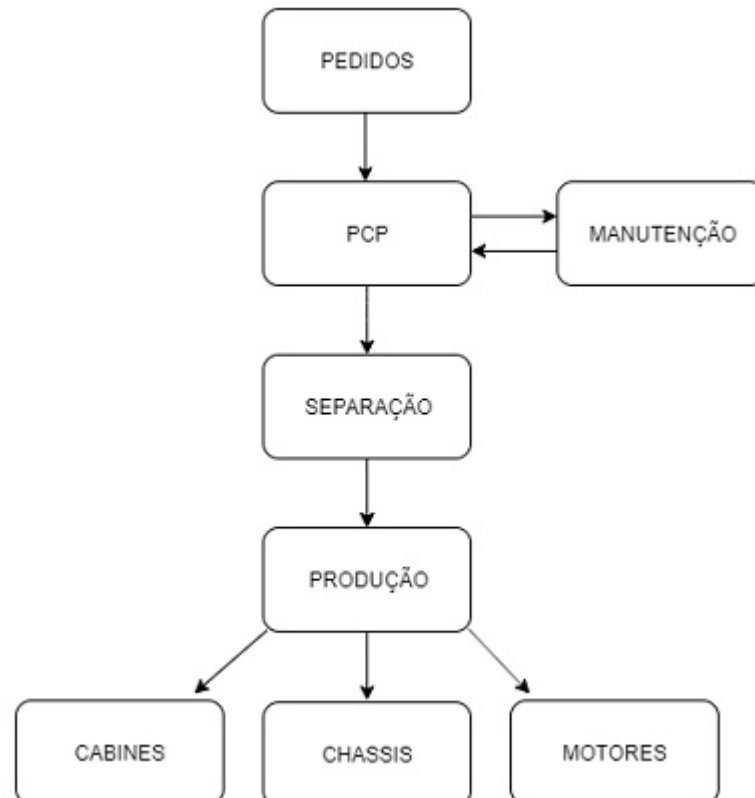 PEDIDOS
PCP
MANUTENÇÃO
SEPARAÇÃO
PRODUÇÃO
CABINES
CHASSIS
MOTORES